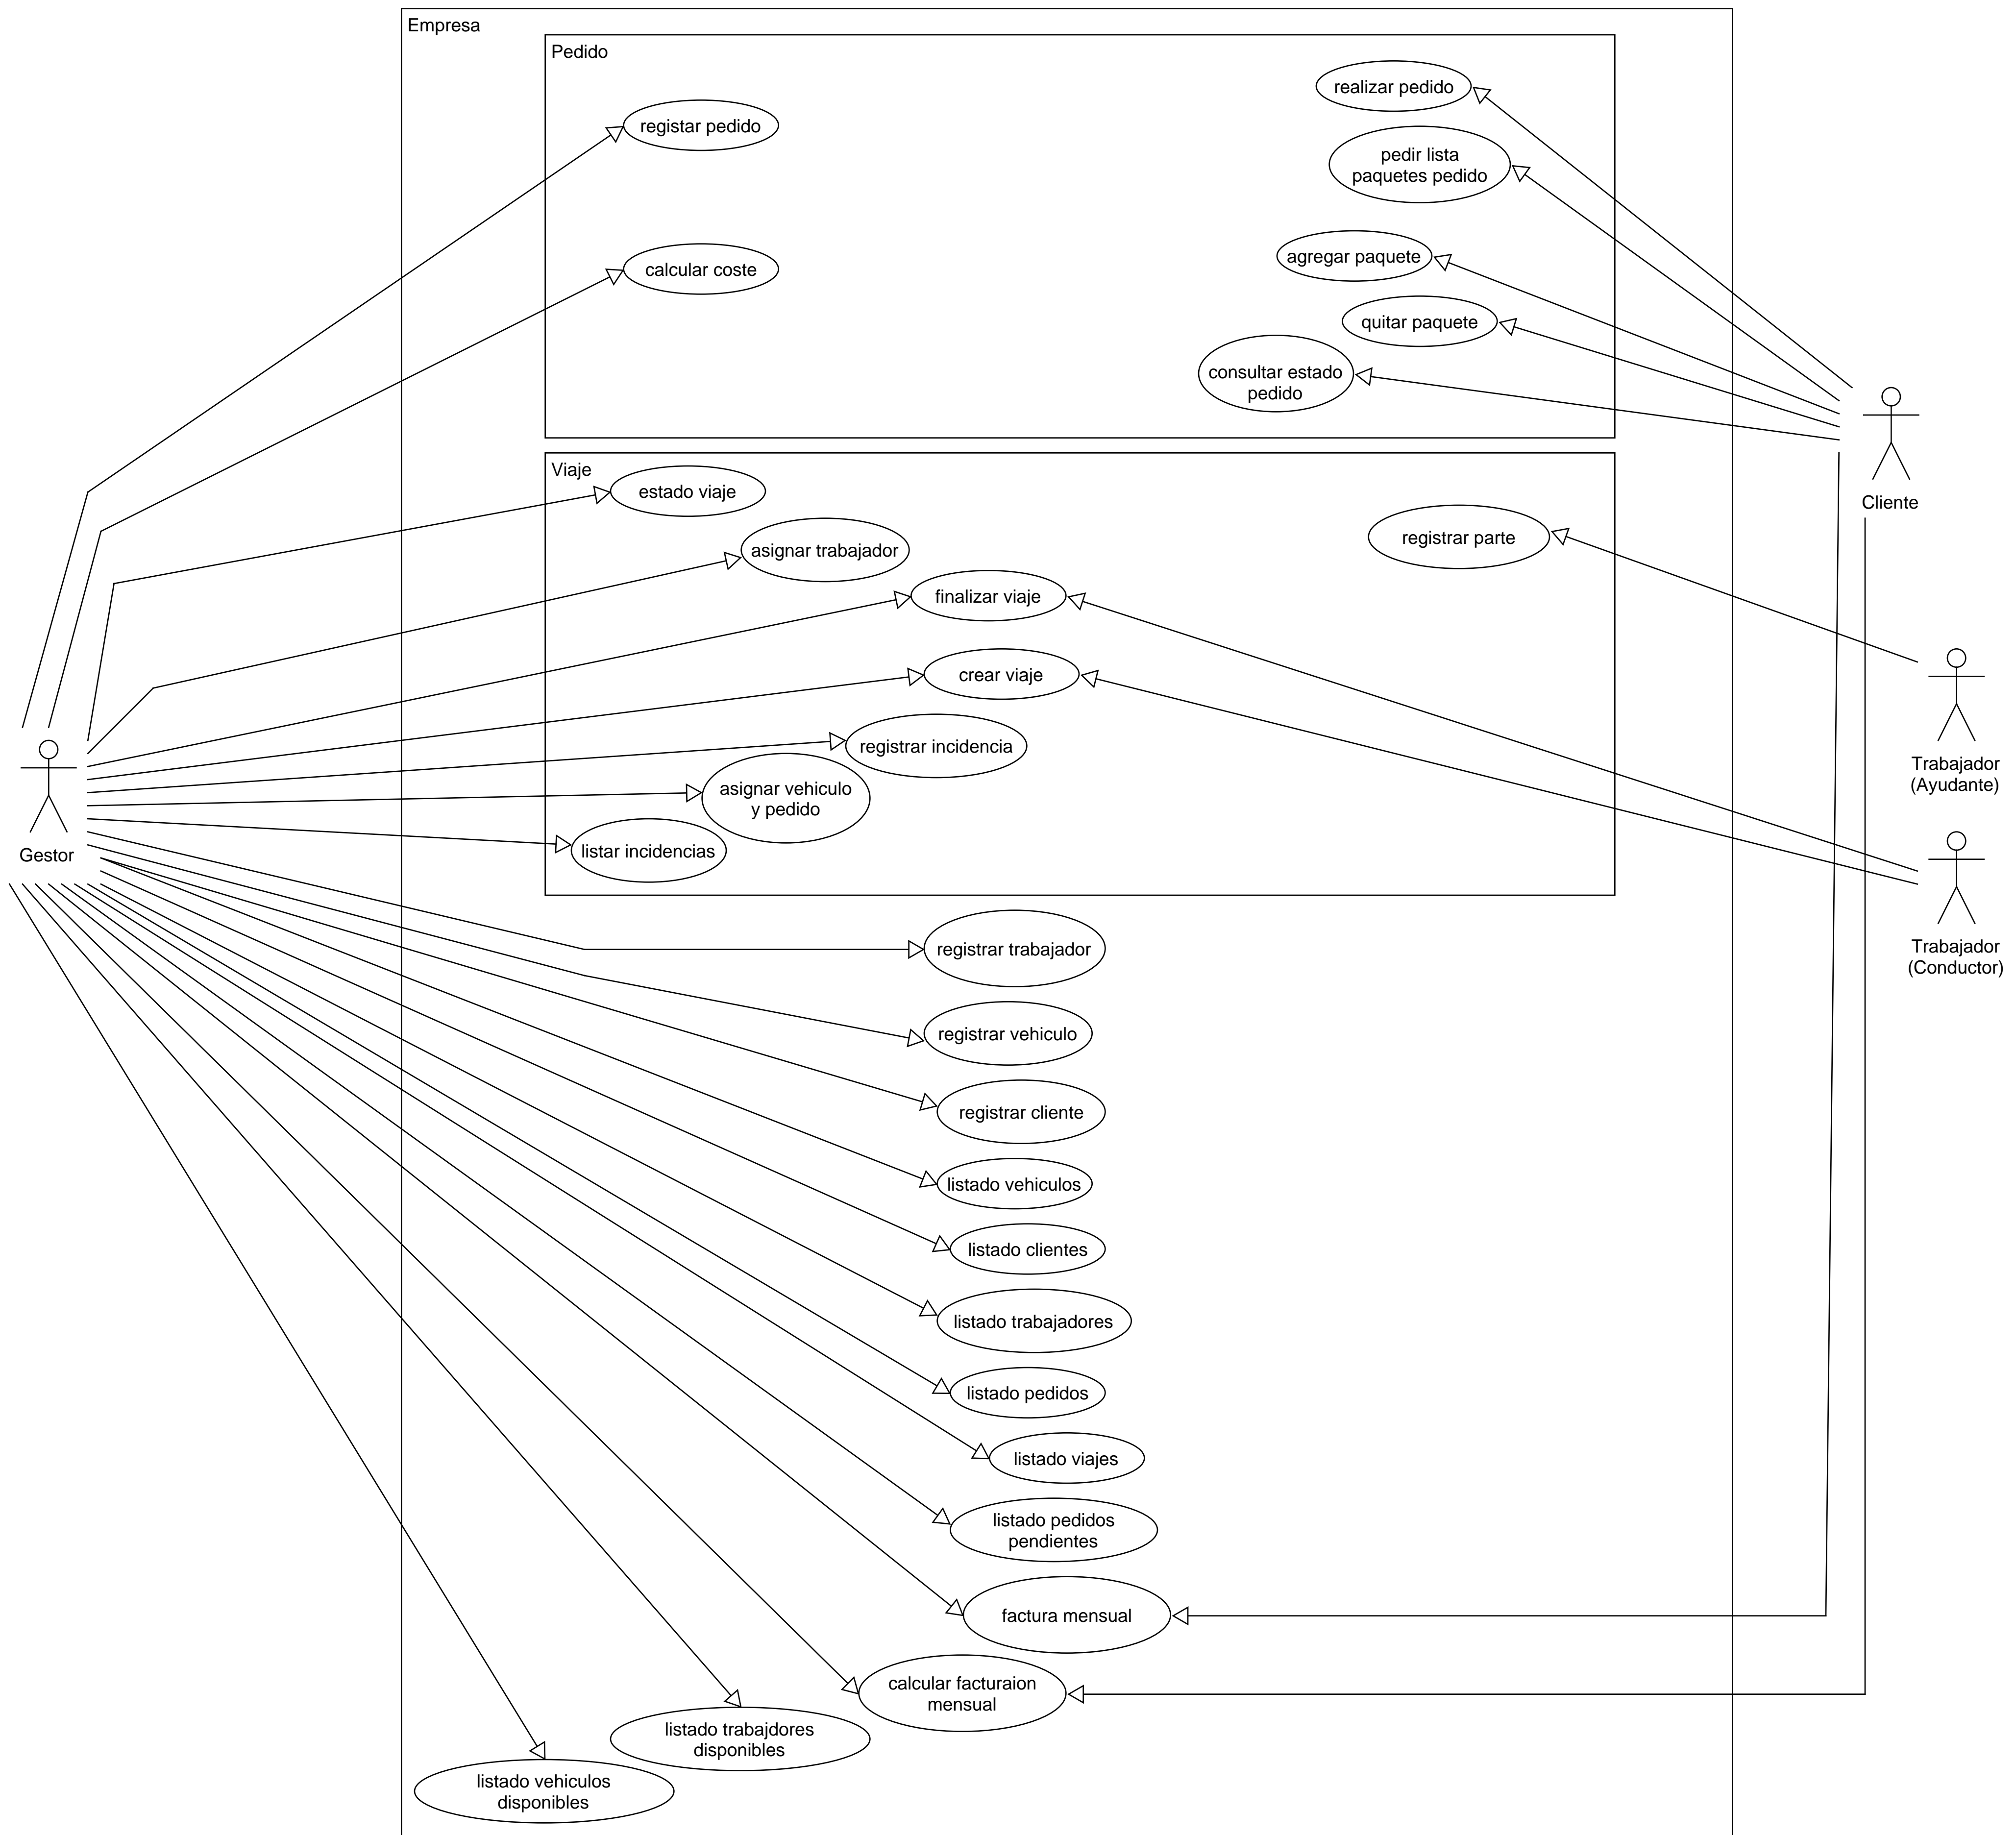 Empresa
Pedido
realizar pedido
registar pedido
pedir lista
paquetes pedido
agregar paquete
calcular coste
quitar paquete
consultar estado
pedido
Cliente
Viaje
estado viaje
registrar parte
asignar trabajador
finalizar viaje
crear viaje
registrar incidencia
asignar vehiculo
y pedido
listar incidencias
Trabajador
(Ayudante)
Gestor
Trabajador
(Conductor)
registrar trabajador
registrar vehiculo
registrar cliente
listado vehiculos
listado clientes
listado trabajadores
listado pedidos
listado viajes
listado pedidos
pendientes
factura mensual
calcular facturaion
mensual
listado trabajdores
disponibles
listado vehiculos
disponibles